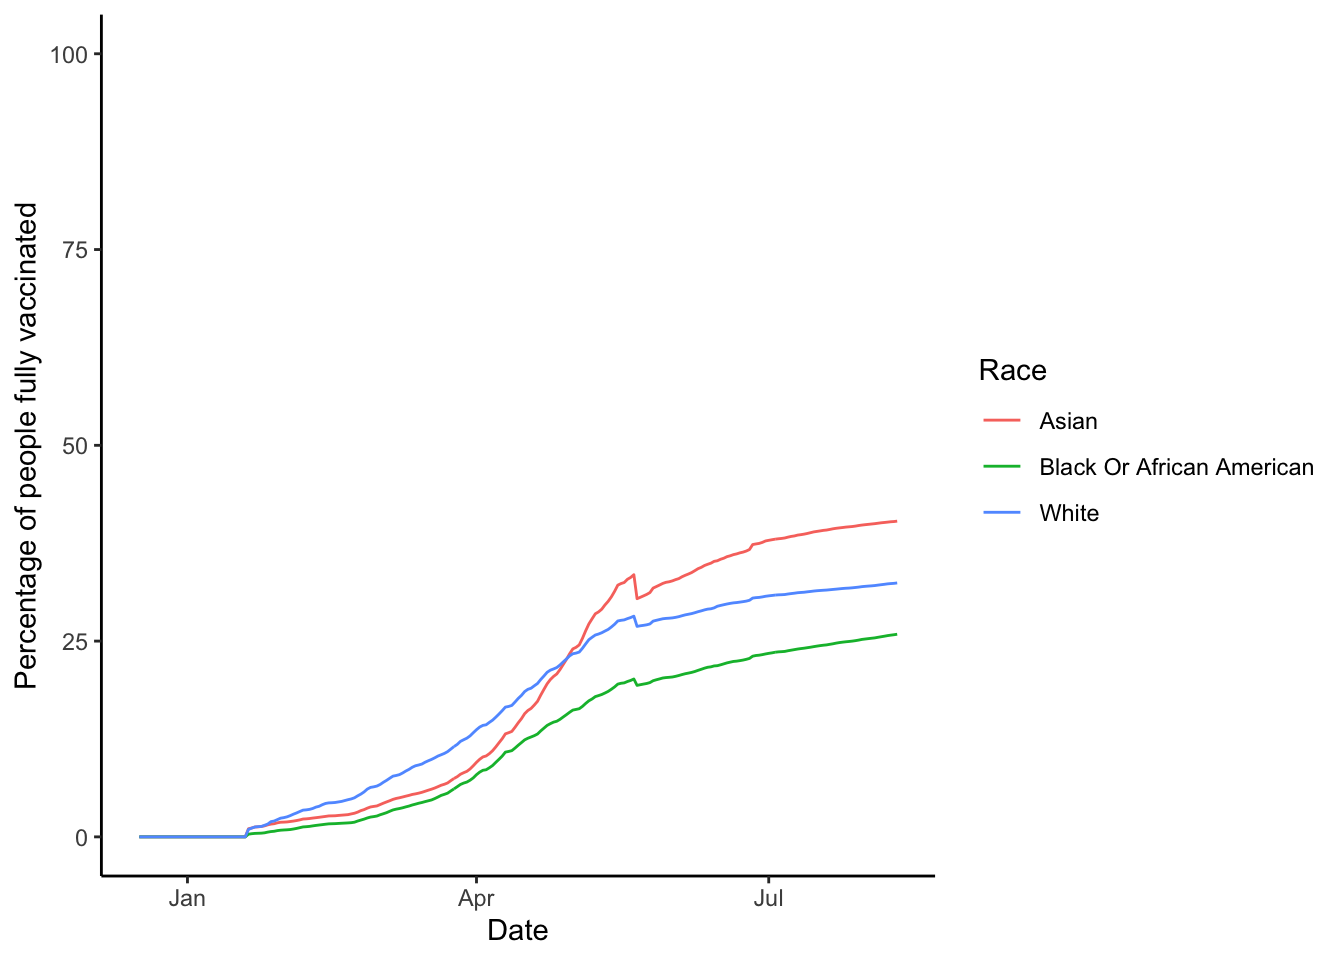 100
75
50
25
0
Percentage of people fully vaccinated
Jan
Apr
Jul
Date
Race
Asian
Black Or African American
White